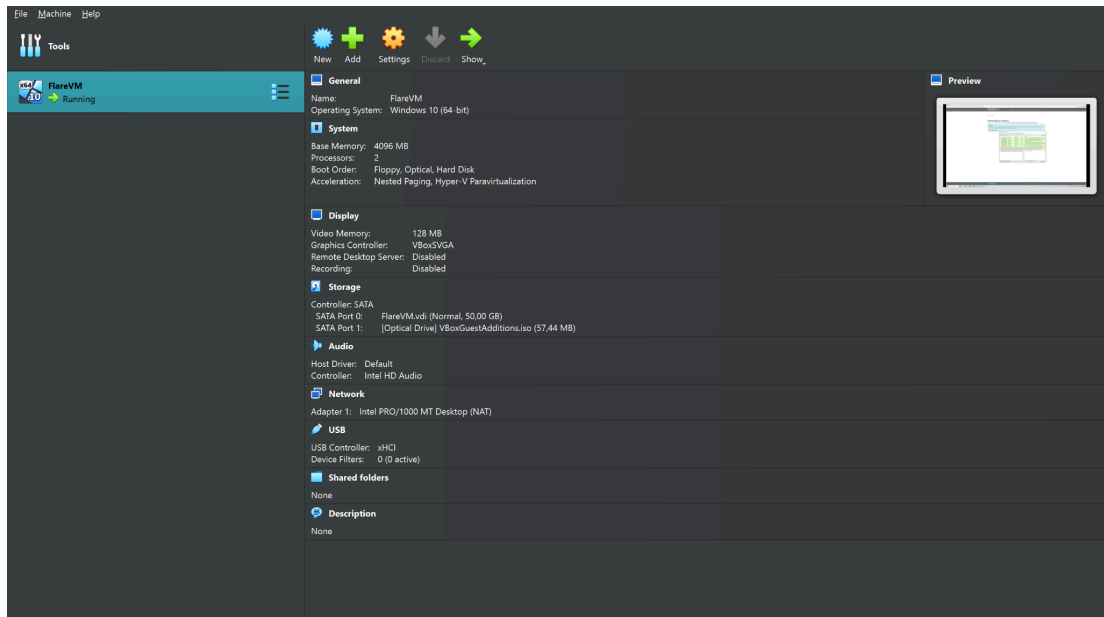 File Machine Help
Tools
New Add Settings Discard Show
x64 10 FlareVM
Running
General
Name: FlareVM
Operating System: Windows 10 (64-bit)
System
Base Memory: 4096 MB
Processors: 2
Boot Order: Floppy, Optical, Hard Disk
Acceleration: Nested Paging, Hyper-V Paravirtualization
Display
Video Memory: 128 MB
Graphics Controller: VBoxSVGA
Remote Desktop Server: Disabled
Recording: Disabled
Storage
Controller: SATA
SATA Port 0: FlareVM.vdi (Normal, 50,00 GB)
SATA Port 1: [Optical Drive] VBoxGuestAdditions.iso (57,44 MB)
Audio
Host Driver: Default
Controller: Intel HD Audio
Network
Adapter 1: Intel PRO/1000 MT Desktop (NAT)
USB
USB Controller: xHCI
Device Filters: 0 (0 active)
Shared folders
None
Description
None
Preview